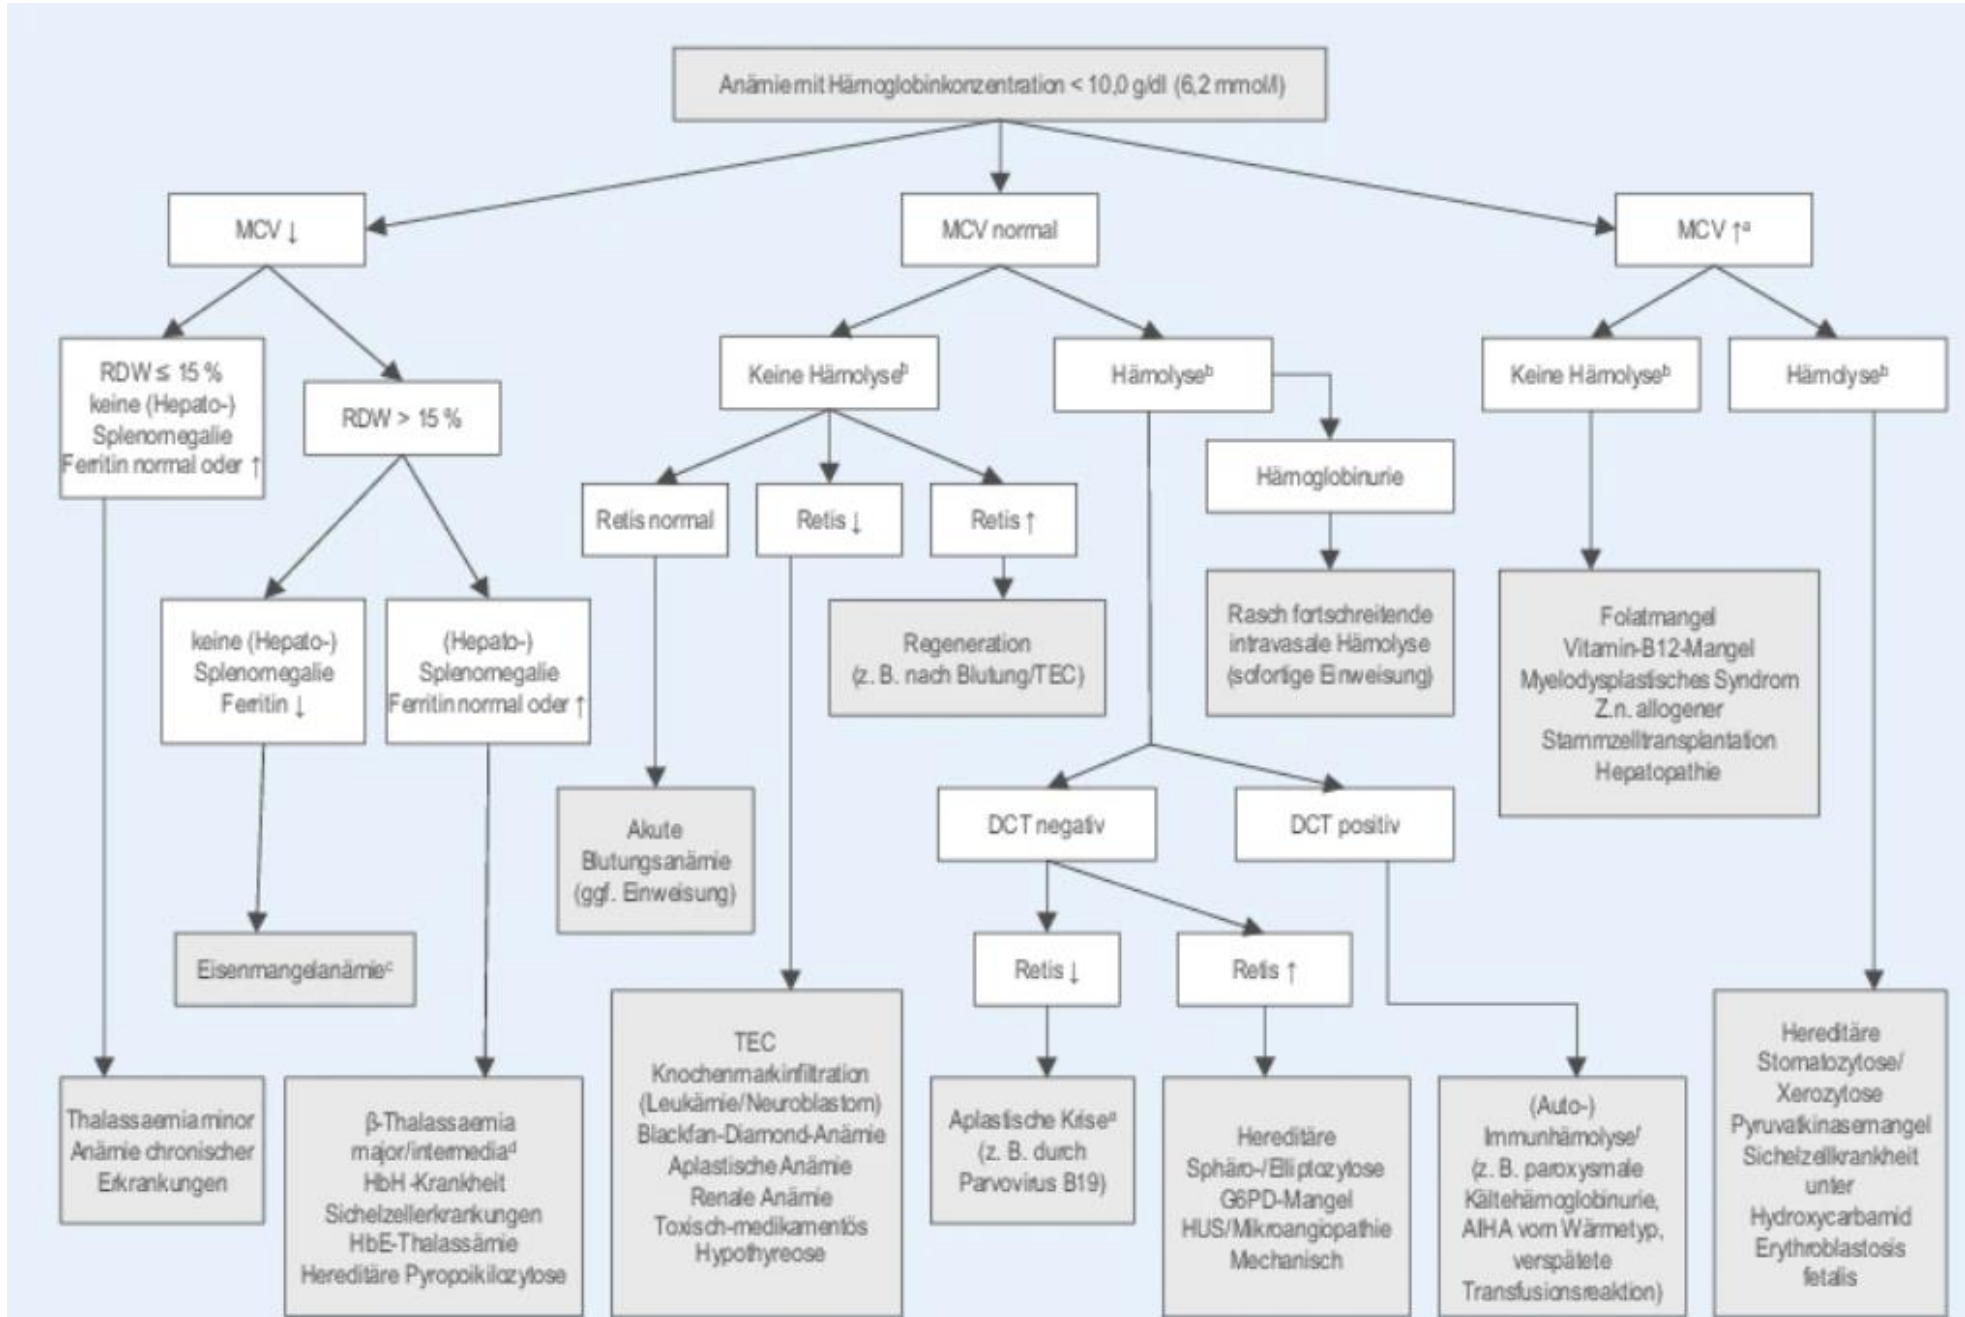 Anämie mit Hämoglobinkonzentration < 10,0 g/dl (6,2 mmol/l)
MCV ↓
MCV normal
MCV ↑ᵃ
RDW ≤ 15 %
keine (Hepato-)
Splenomegalie
Ferritin normal oder ↑
RDW > 15 %
Keine Hämolyseᵇ
Hämolyseᵇ
Keine Hämolyseᵇ
Hämolyseᵇ
Hämoglobinurie
Retis normal
Retis ↓
Retis ↑
keine (Hepato-)
Splenomegalie
Ferritin ↓
(Hepato-)
Splenomegalie
Ferritin normal oder ↑
Regeneration
(z. B. nach Blutung/TEC)
Rasch fortschreitende
intravasale Hämolyse
(sofortige Einweisung)
Folatmangel
Vitamin-B12-Mangel
Myelodysplastisches Syndrom
Z.n. allogener
Stammzelltransplantation
Hepatopathie
Akute
Blutungsanämie
(ggf. Einweisung)
DCT negativ
DCT positiv
Eisenmangelanämieᶜ
Retis ↓
Retis ↑
Thalassaemia minor
Anämie chronischer
Erkrankungen
β-Thalassaemia
major/intermediaᵈ
HbH-Krankheit
Sichelzellerkrankungen
HbE-Thalassämie
Hereditäre Pyropoikilozytose
TEC
Knochenmarkinfiltration
(Leukämie/Neuroblastom)
Blackfan-Diamond-Anämie
Aplastische Anämie
Renale Anämie
Toxisch-medikamentös
Hypothyreose
Aplastische Kriseᵃ
(z. B. durch
Parvovirus B19)
Hereditäre
Sphäro-/Elliptozytose
G6PD-Mangel
HUS/Mikroangiopathie
Mechanisch
(Auto-)
Immunhämolyse/
(z. B. paroxysmale
Kältehämoglobinurie,
AIHA vom Wärmetyp,
verspätete
Transfusionsreaktion)
Hereditäre
Stomatozytose/
Xerozytose
Pyruvatkinasemangel
Sichelzellkrankheit
unter
Hydroxycarbamid
Erythroblastosis
fetalis